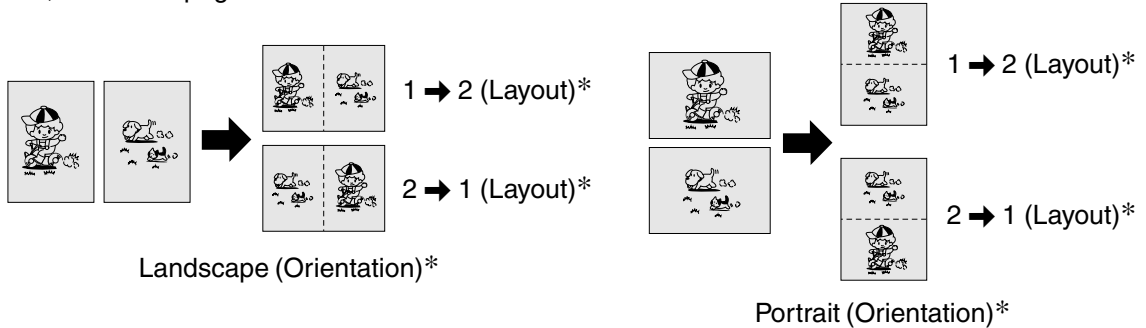 1 ➔ 2 (Layout)*
2 ➔ 1 (Layout)*
Landscape (Orientation)*
1 ➔ 2 (Layout)*
2 ➔ 1 (Layout)*
Portrait (Orientation)*